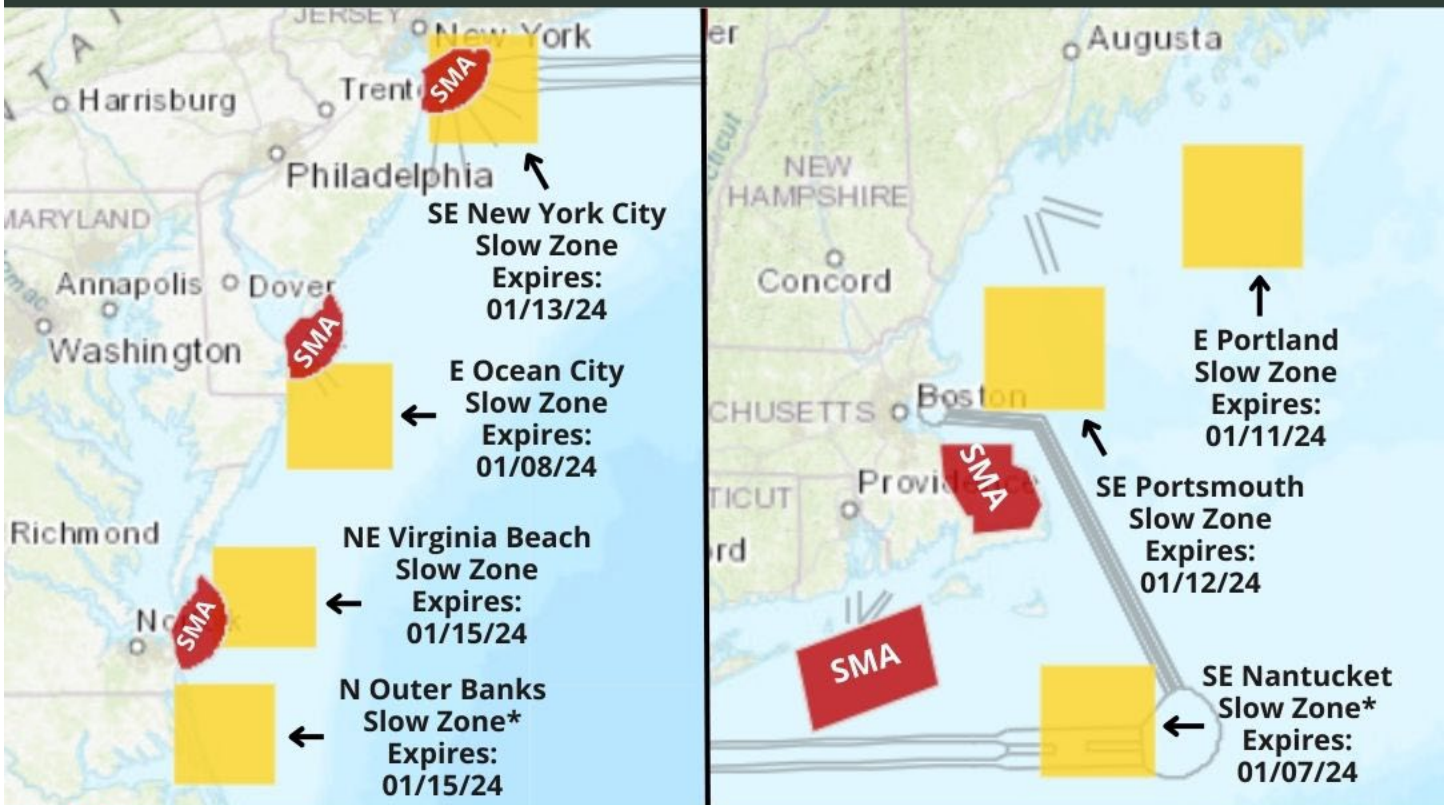 JERSEY
New York
Trent
Harrisburg
Philadelphia
MARYLAND
Annapolis
Dover
Washington
Richmond
SMA
SE New York City
Slow Zone
Expires:
01/13/24
SMA
E Ocean City
Slow Zone
Expires:
01/08/24
NE Virginia Beach
Slow Zone
Expires:
01/15/24
SMA
N Outer Banks
Slow Zone*
Expires:
01/15/24
er
Augusta
NEW
HAMPSHIRE
Concord
Boston
CHUSETTS
TICUT
rd
E Portland
Slow Zone
Expires:
01/11/24
SMA
SE Portsmouth
Slow Zone
Expires:
01/12/24
SMA
SE Nantucket
Slow Zone*
Expires:
01/07/24